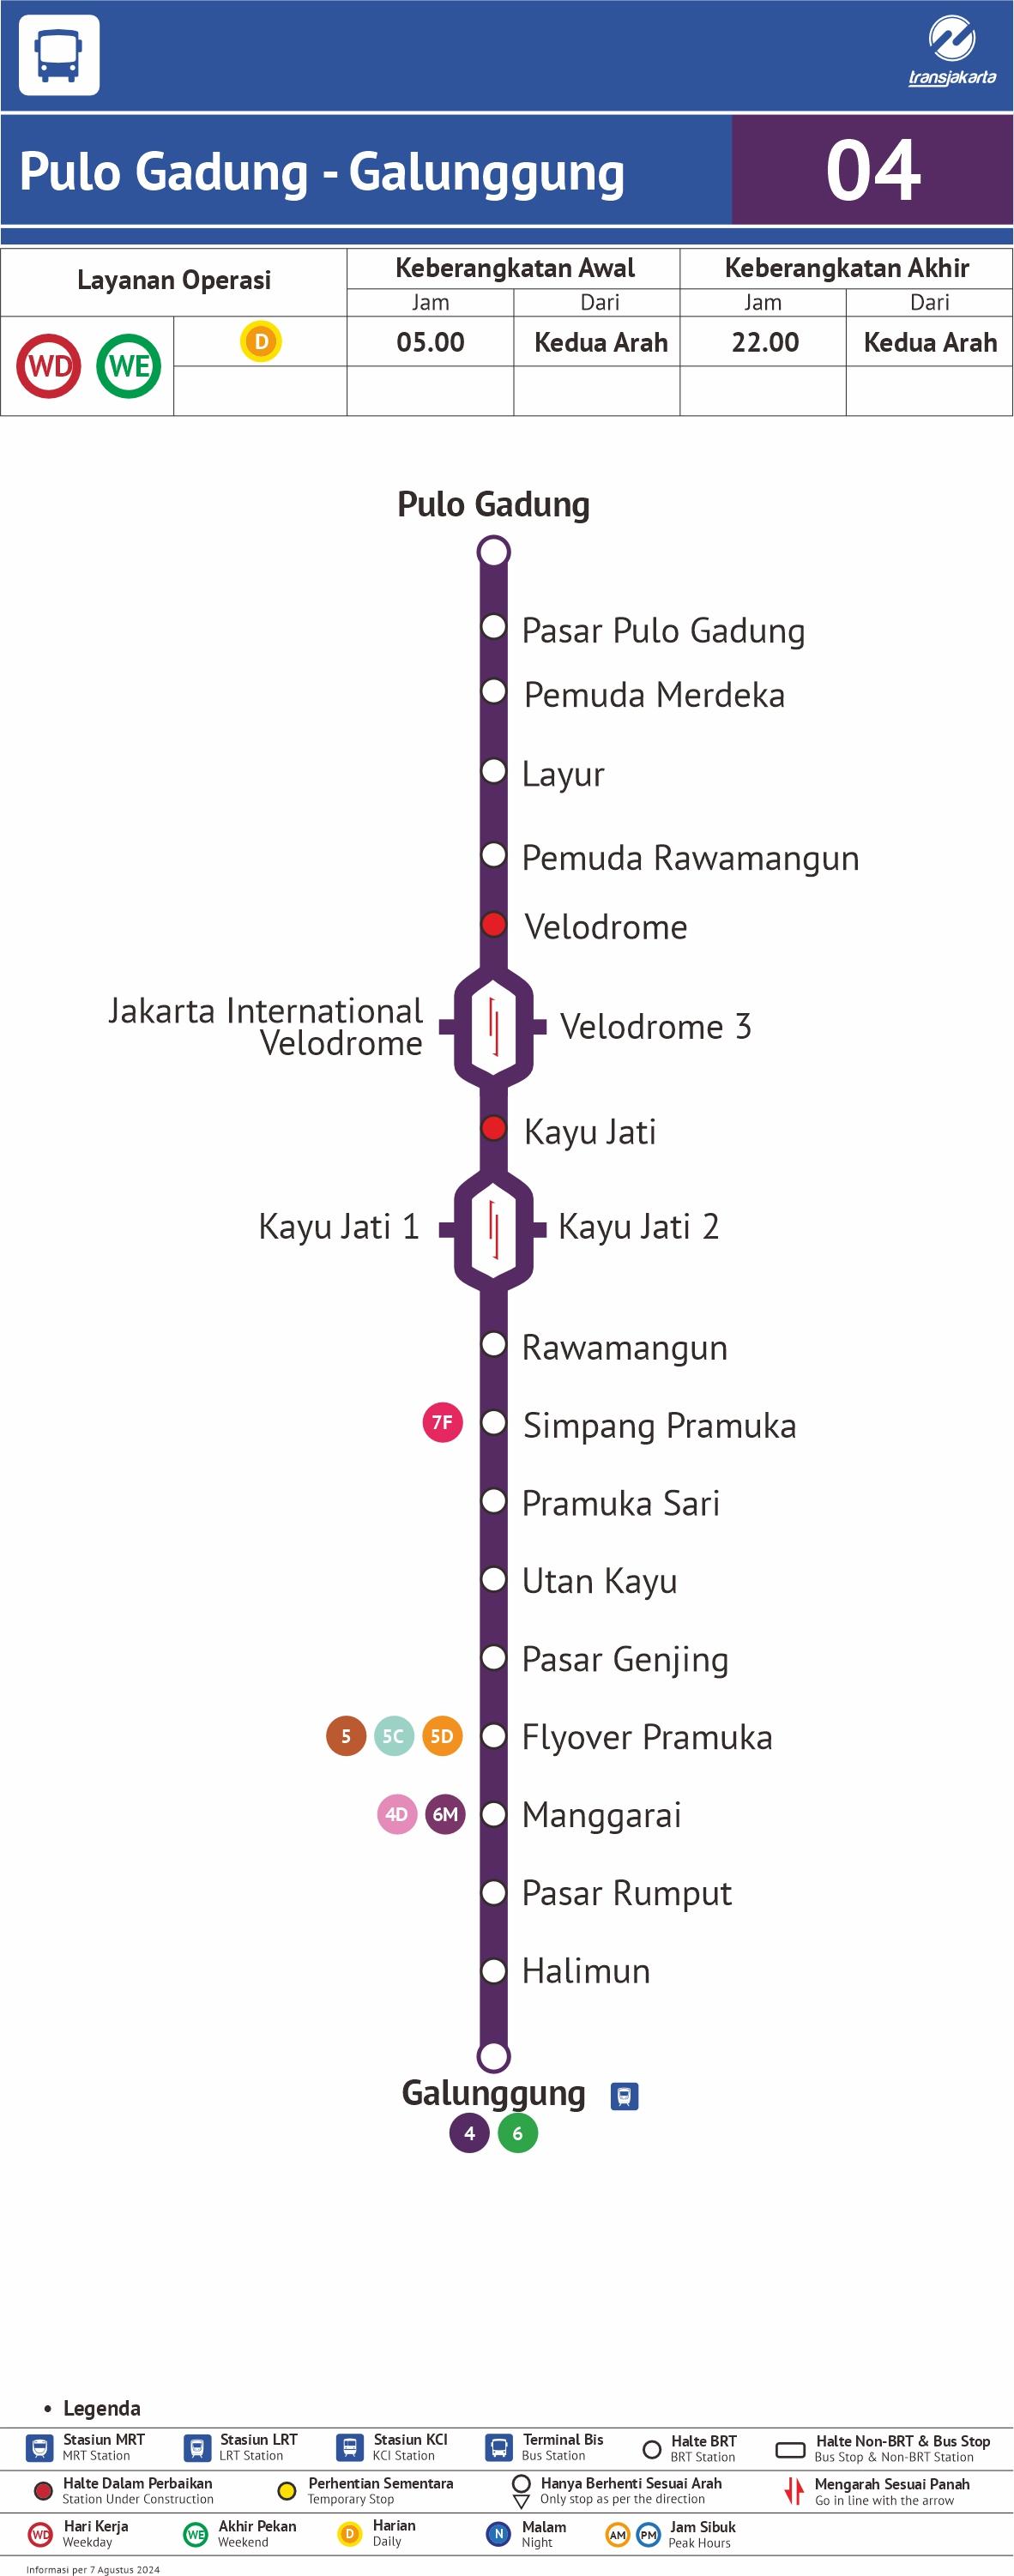 transjakarta
Pulo Gadung - Galunggung
04
Layanan Operasi
Keberangkatan Awal
Keberangkatan Akhir
Jam
Dari
Jam
Dari
WD
WE
D
05.00
Kedua Arah
22.00
Kedua Arah
Pulo Gadung
Pasar Pulo Gadung
Pemuda Merdeka
Layur
Pemuda Rawamangun
Velodrome
Jakarta International
Velodrome
Velodrome 3
Kayu Jati
Kayu Jati 1
Kayu Jati 2
Rawamangun
7F
Simpang Pramuka
Pramuka Sari
Utan Kayu
Pasar Genjing
5 5C 5D
Flyover Pramuka
4D 6M
Manggarai
Pasar Rumput
Halimun
Galunggung
4 6
• Legenda
Stasiun MRT
MRT Station
Stasiun LRT
LRT Station
Stasiun KCI
KCI Station
Terminal Bis
Bus Station
Halte BRT
BRT Station
Halte Non-BRT & Bus Stop
Bus Stop & Non-BRT Station
Halte Dalam Perbaikan
Station Under Construction
Perhentian Sementara
Temporary Stop
Hanya Berhenti Sesuai Arah
Only stop as per the direction
Mengarah Sesuai Panah
Go in line with the arrow
WD
Hari Kerja
Weekday
WE
Akhir Pekan
Weekend
D
Harian
Daily
N
Malam
Night
AM PM
Jam Sibuk
Peak Hours
Informasi per 7 Agustus 2024